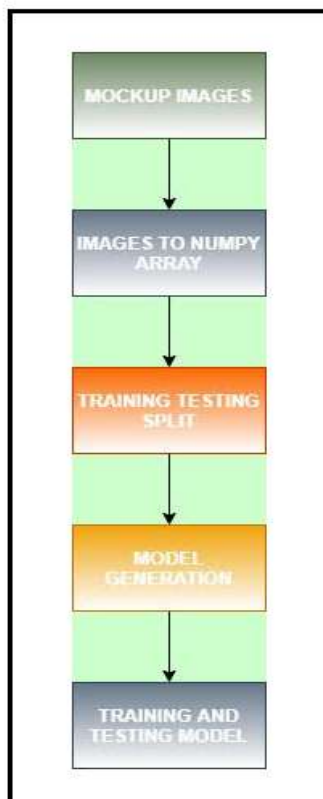 MOCKUP IMAGES
IMAGES TO NUMPY
ARRAY
TRAINING TESTING
SPLIT
MODEL
GENERATION
TRAINING AND
TESTING MODEL